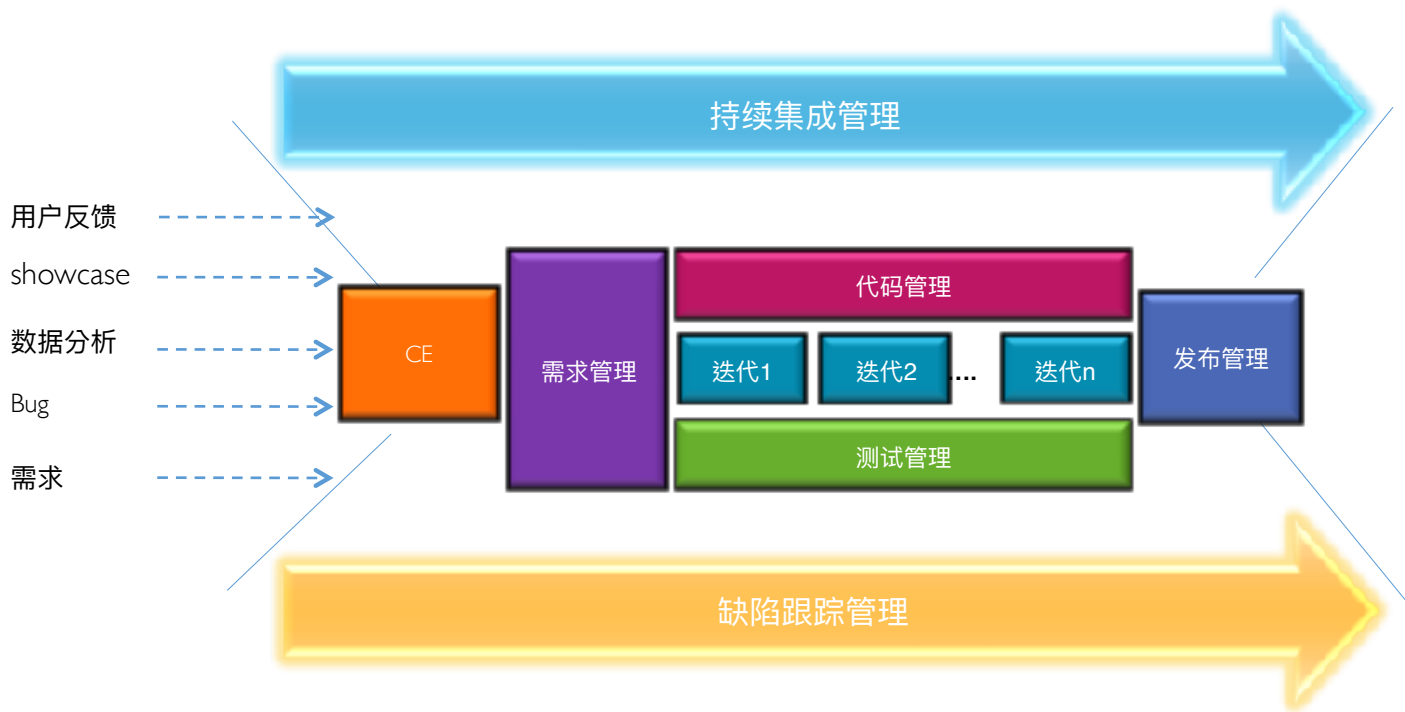 持续集成管理
用户反馈
showcase
数据分析
Bug
需求
CE
需求管理
代码管理
迭代1
迭代2
....
迭代n
测试管理
发布管理
缺陷跟踪管理